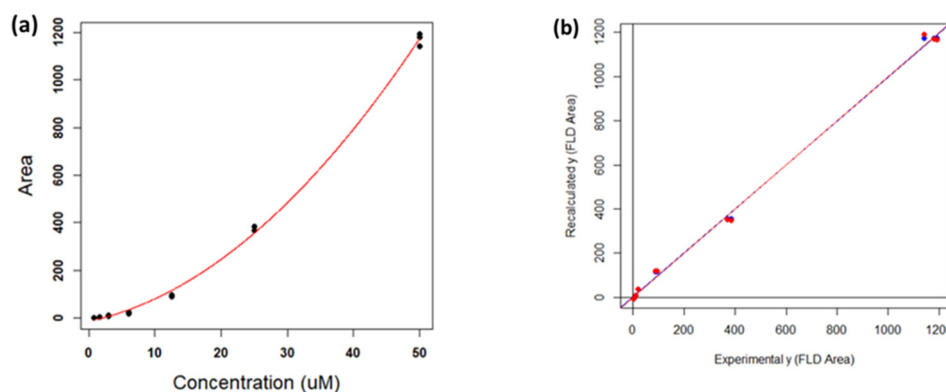 (a)
1200
1000
800
600
400
200
0
Area
0 10 20 30 40 50
Concentration (uM)
(b)
1200
1000
800
600
400
200
0
Recalculated y (FLD Area)
0 200 400 600 800 1000 120
Experimental y (FLD Area)